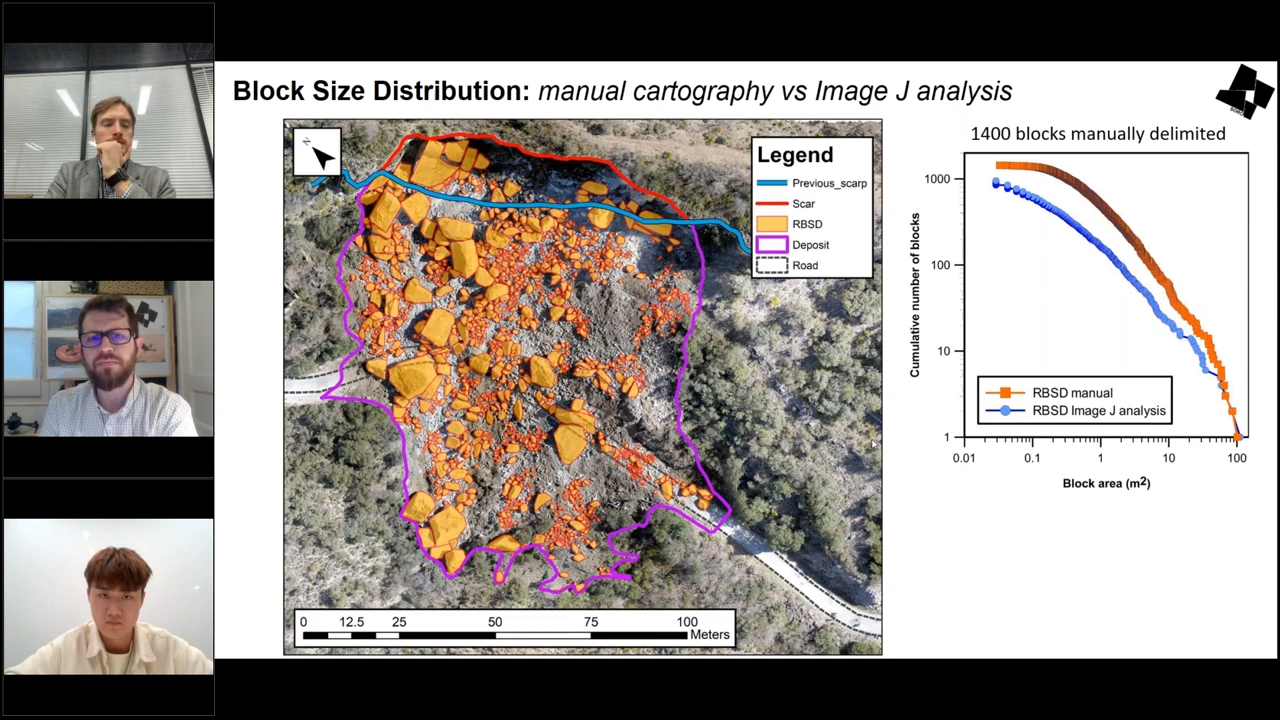 Block Size Distribution: manual cartography vs Image J analysis
N
Legend
Previous_scarp
Scar
RBSD
Deposit
Road
0 12.5 25 50 75 100
Meters
1400 blocks manually delimited
1000
100
10
1
Cumulative number of blocks
RBSD manual
RBSD Image J analysis
0.01 0.1 1 10 100
Block area (m2)